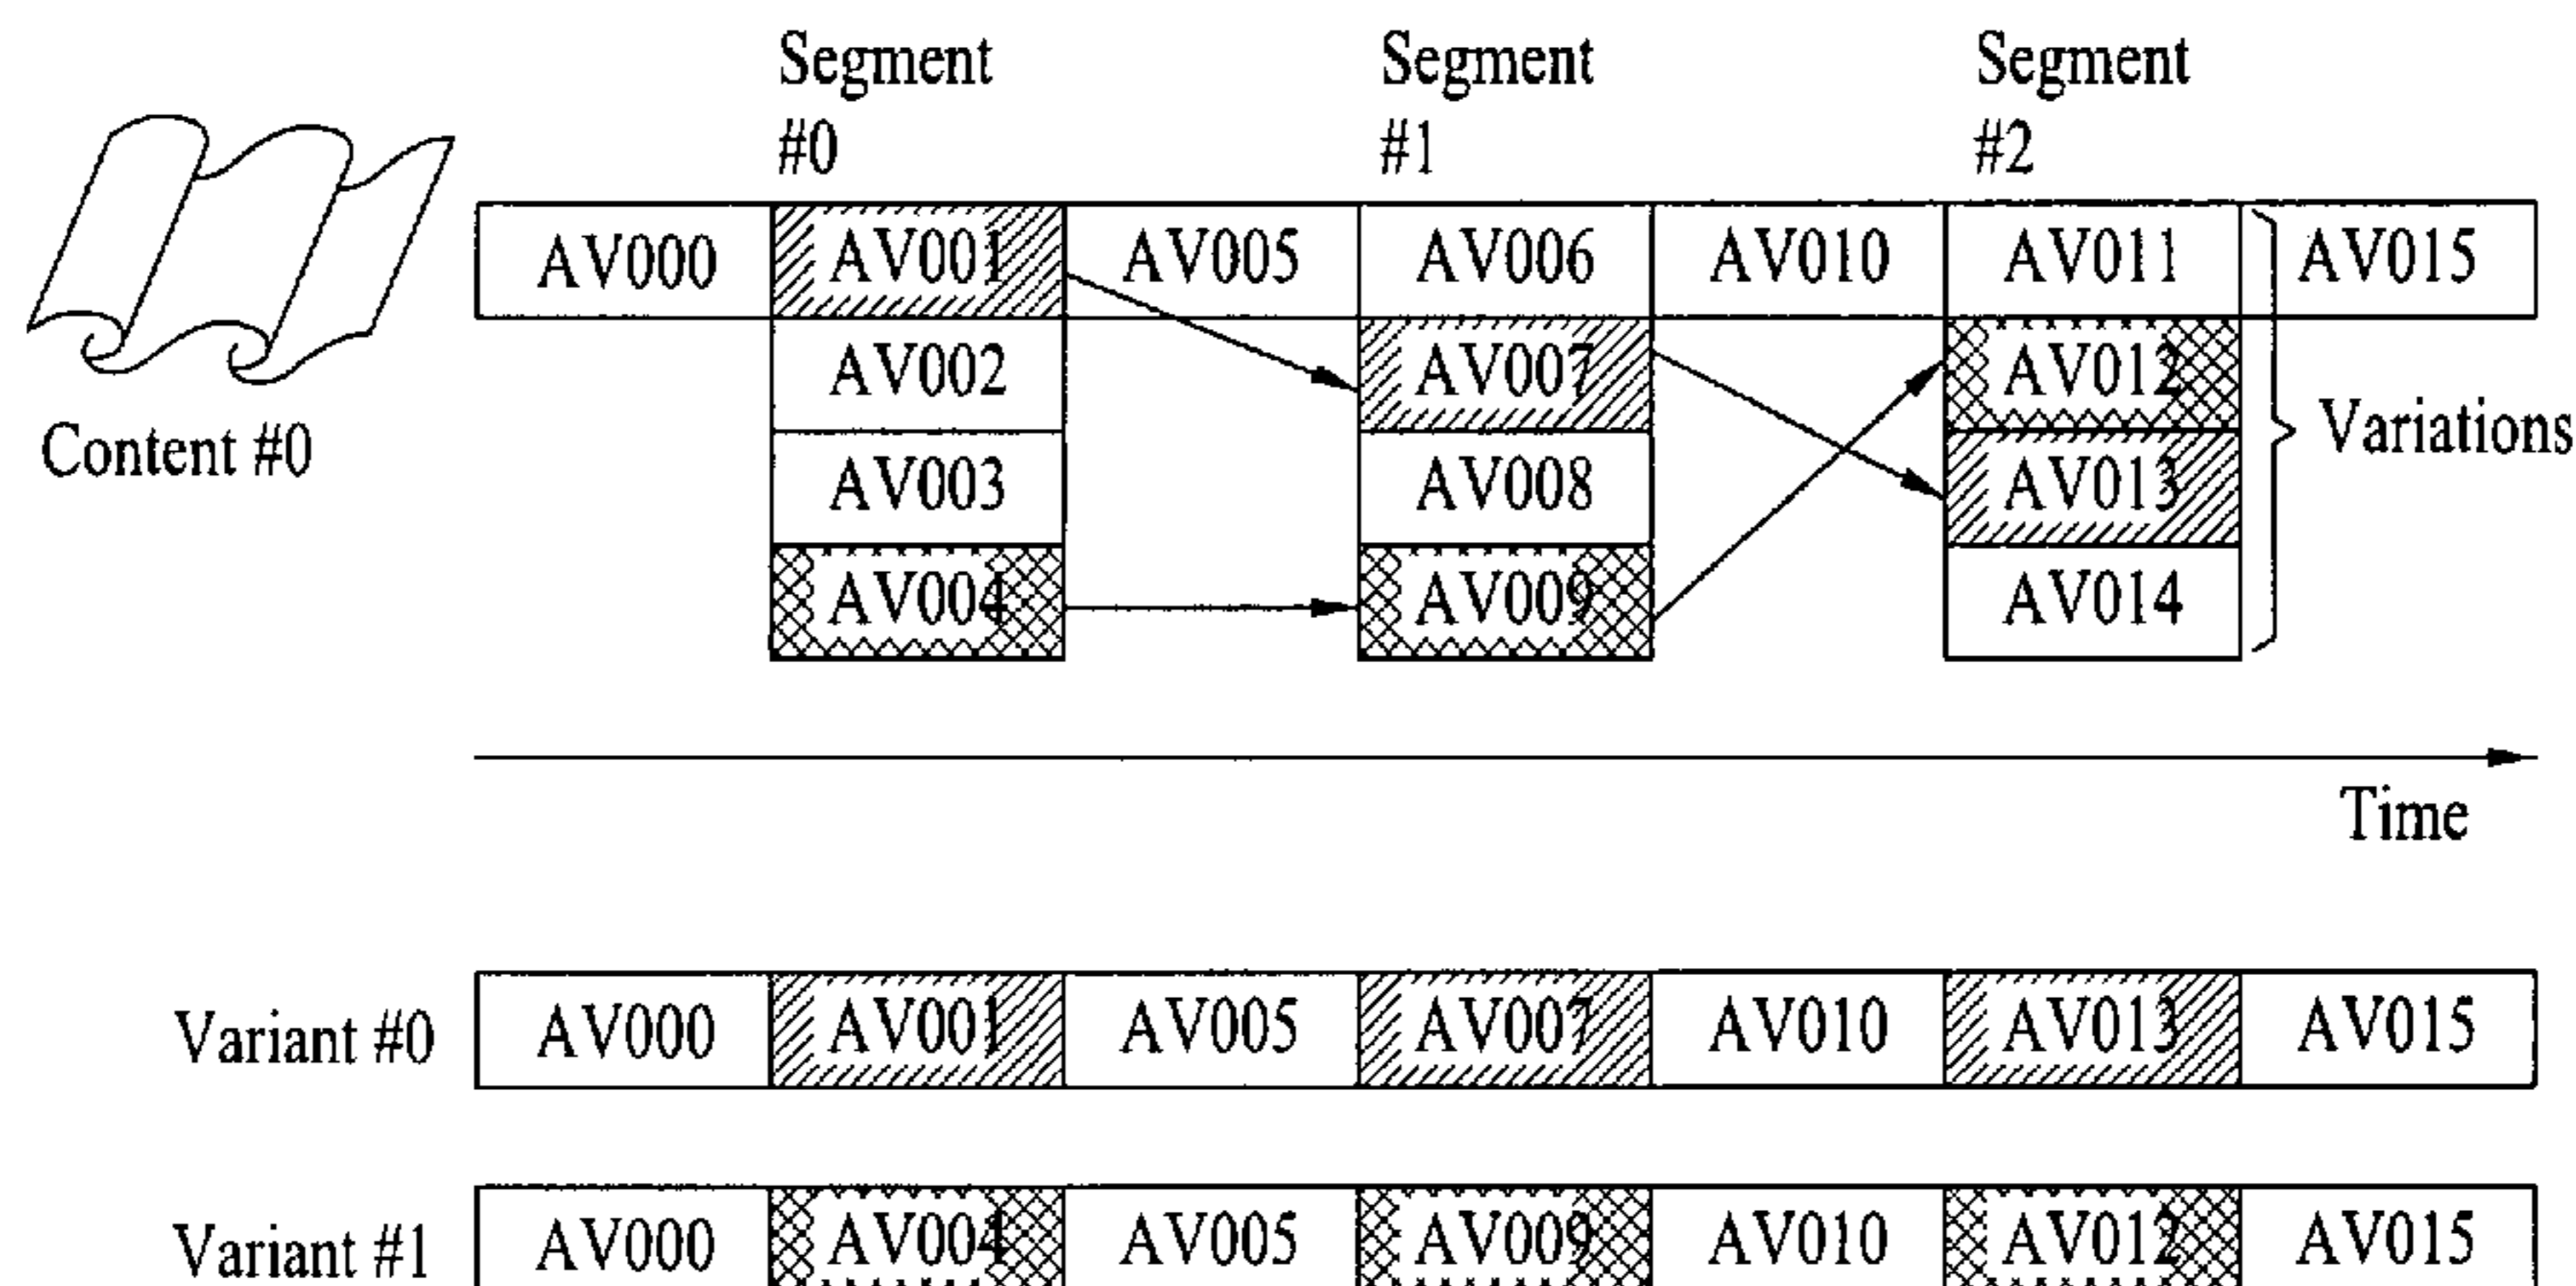 Segment #0
Segment #1
Segment #2
AV000 AV001 AV005 AV006 AV010 AV011 AV015
AV002 AV007 AV012
Content #0
Variations
AV003 AV008 AV013
AV004 AV009 AV014
Time
Variant #0 AV000 AV001 AV005 AV007 AV010 AV013 AV015
Variant #1 AV000 AV004 AV005 AV009 AV010 AV012 AV015